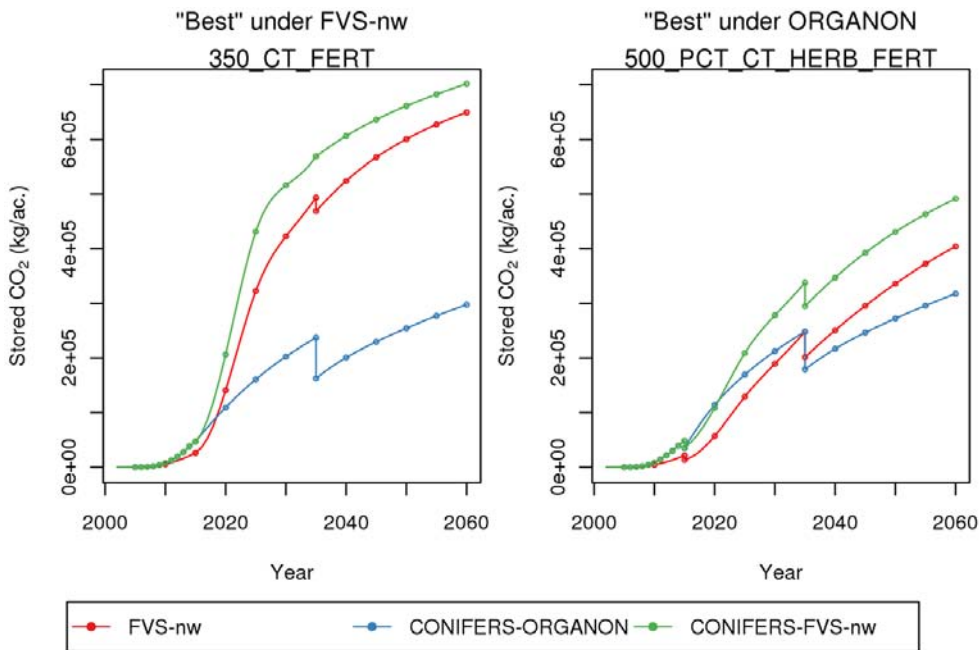 "Best" under FVS-nw
350_CT_FERT
Stored CO₂ (kg/ac.)
6e+05
4e+05
2e+05
0e+00
2000 2020 2040 2060
Year
"Best" under ORGANON
500_PCT_CT_HERB_FERT
Stored CO₂ (kg/ac.)
6e+05
4e+05
2e+05
0e+00
2000 2020 2040 2060
Year
FVS-nw CONIFERS-ORGANON CONIFERS-FVS-nw